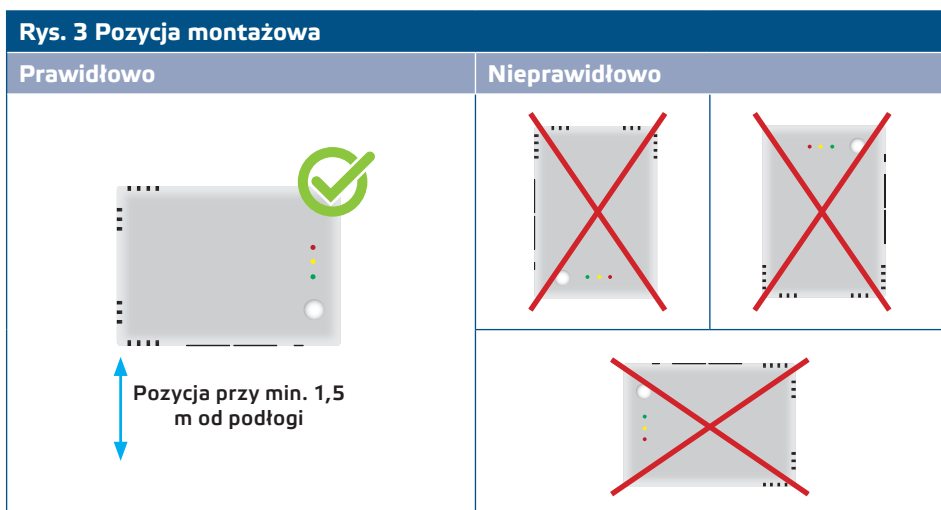 Rys. 3 Pozycja montażowa
Prawidłowo
Nieprawidłowo
Pozycja przy min. 1,5
m od podłogi